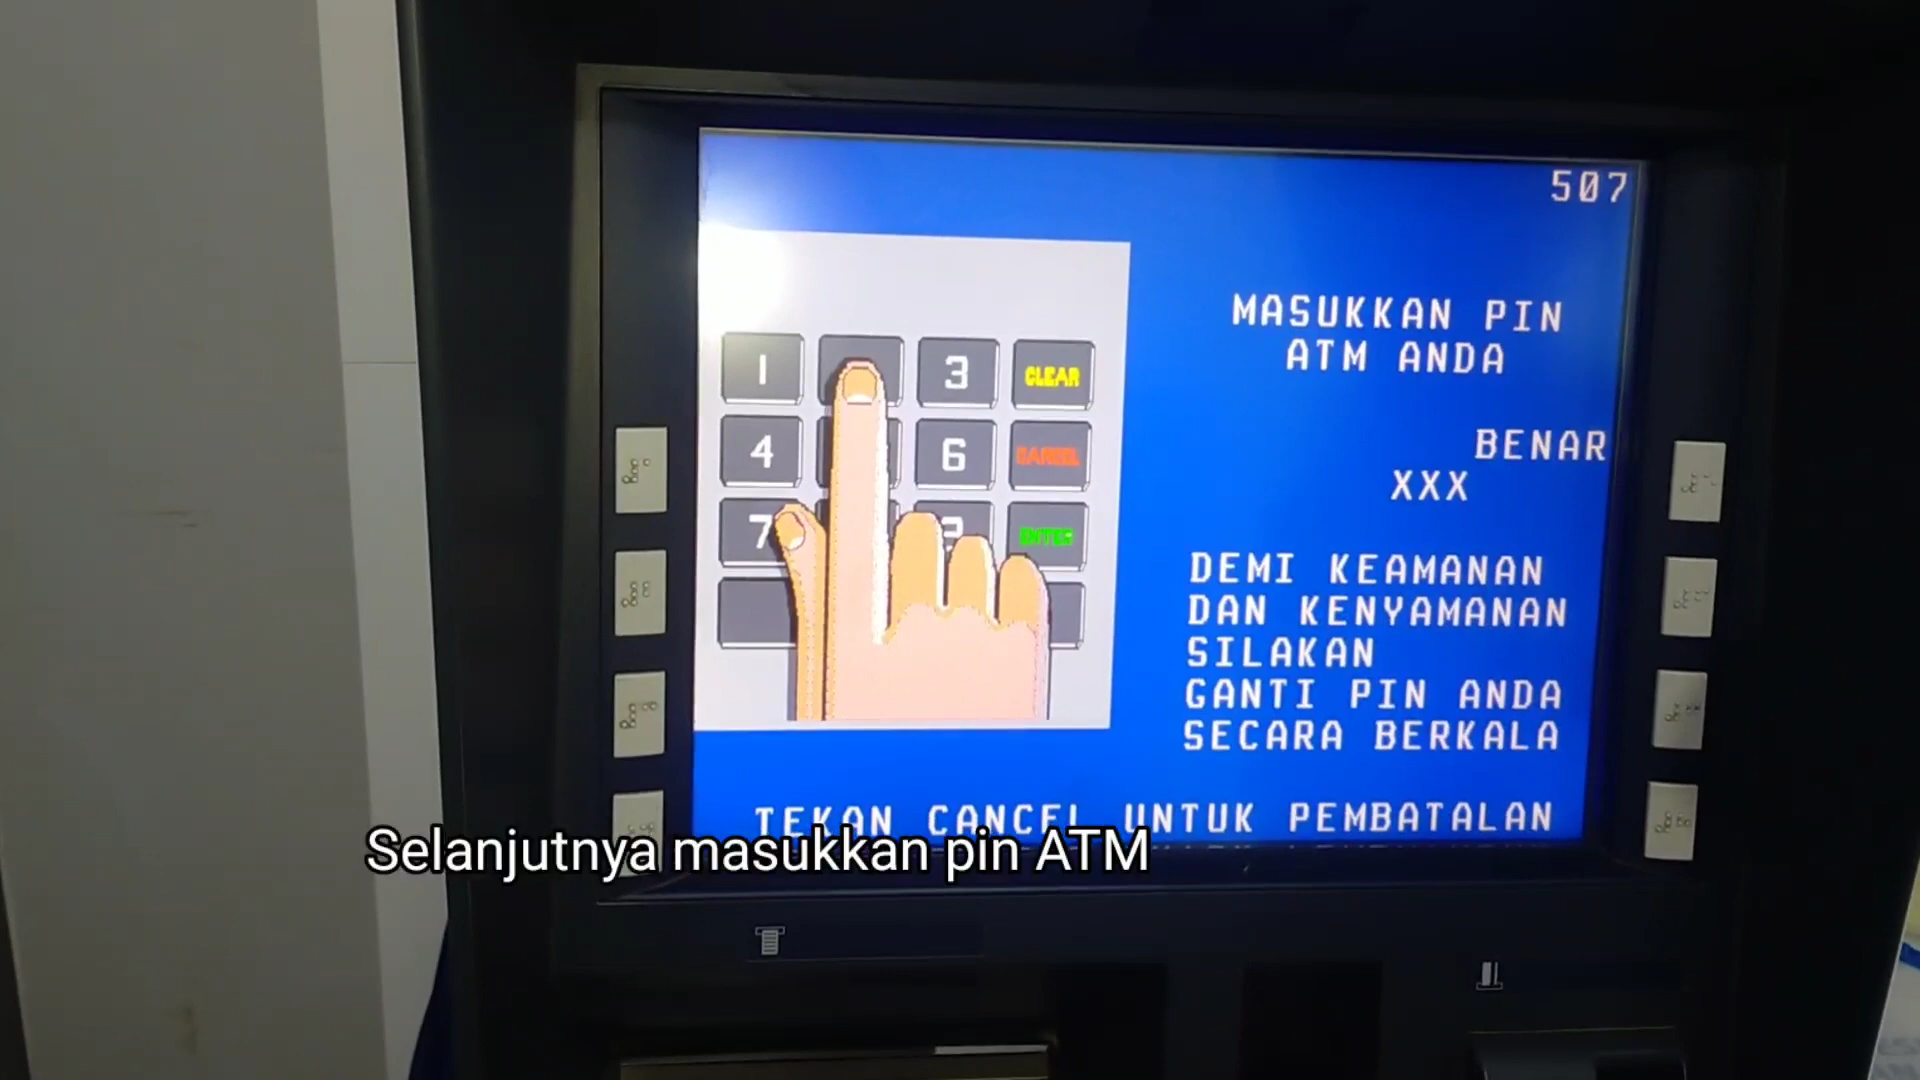 507
MASUKKAN PIN
ATM ANDA
BENAR
XXX
DEMI KEAMANAN
DAN KENYAMANAN
SILAKAN
GANTI PIN ANDA
SECARA BERKALA
TEKAN CANCEL UNTUK PEMBATALAN
1 3 CLEAR
4 6 CANCEL
7 ENTER
Selanjutnya masukkan pin ATM